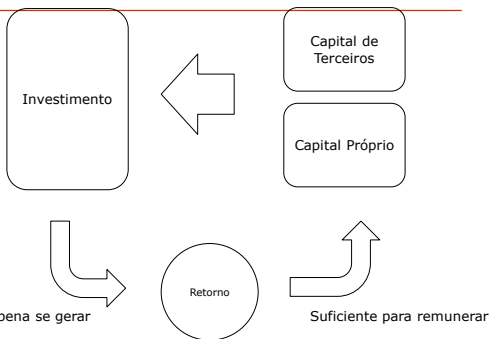 Capital de
Terceiros
Investimento
Capital Próprio
Retorno
pena se gerar
Suficiente para remunerar